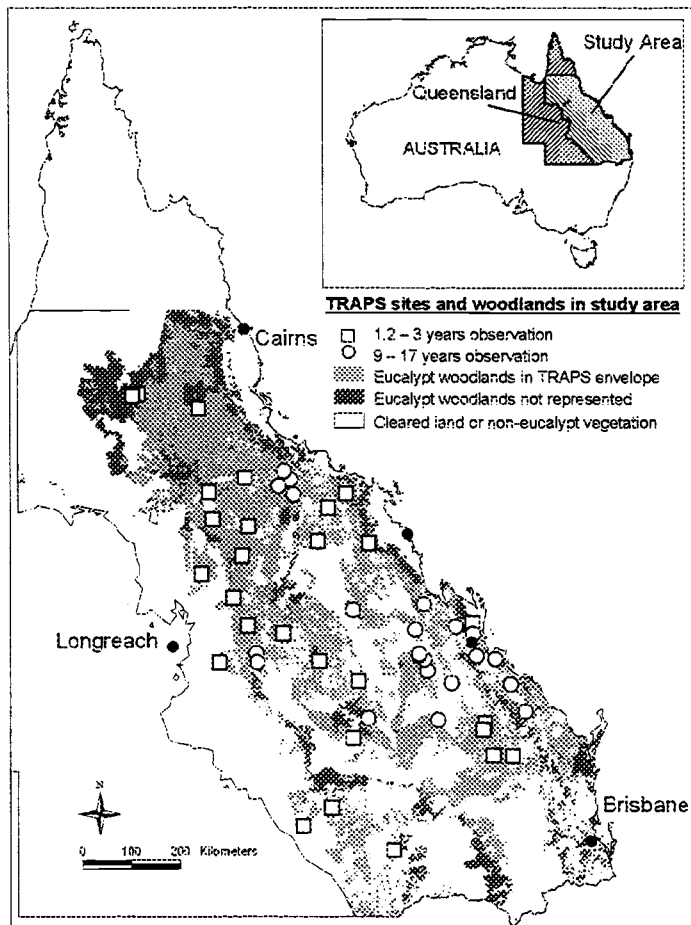 Study Area
Queensland
AUSTRALIA
TRAPS sites and woodlands in study area
1.2 – 3 years observation
9 – 17 years observation
Eucalypt woodlands in TRAPS envelope
Eucalypt woodlands not represented
Cleared land or non-eucalypt vegetation
Cairns
Longreach
Brisbane
N
0 100 200 Kilometers